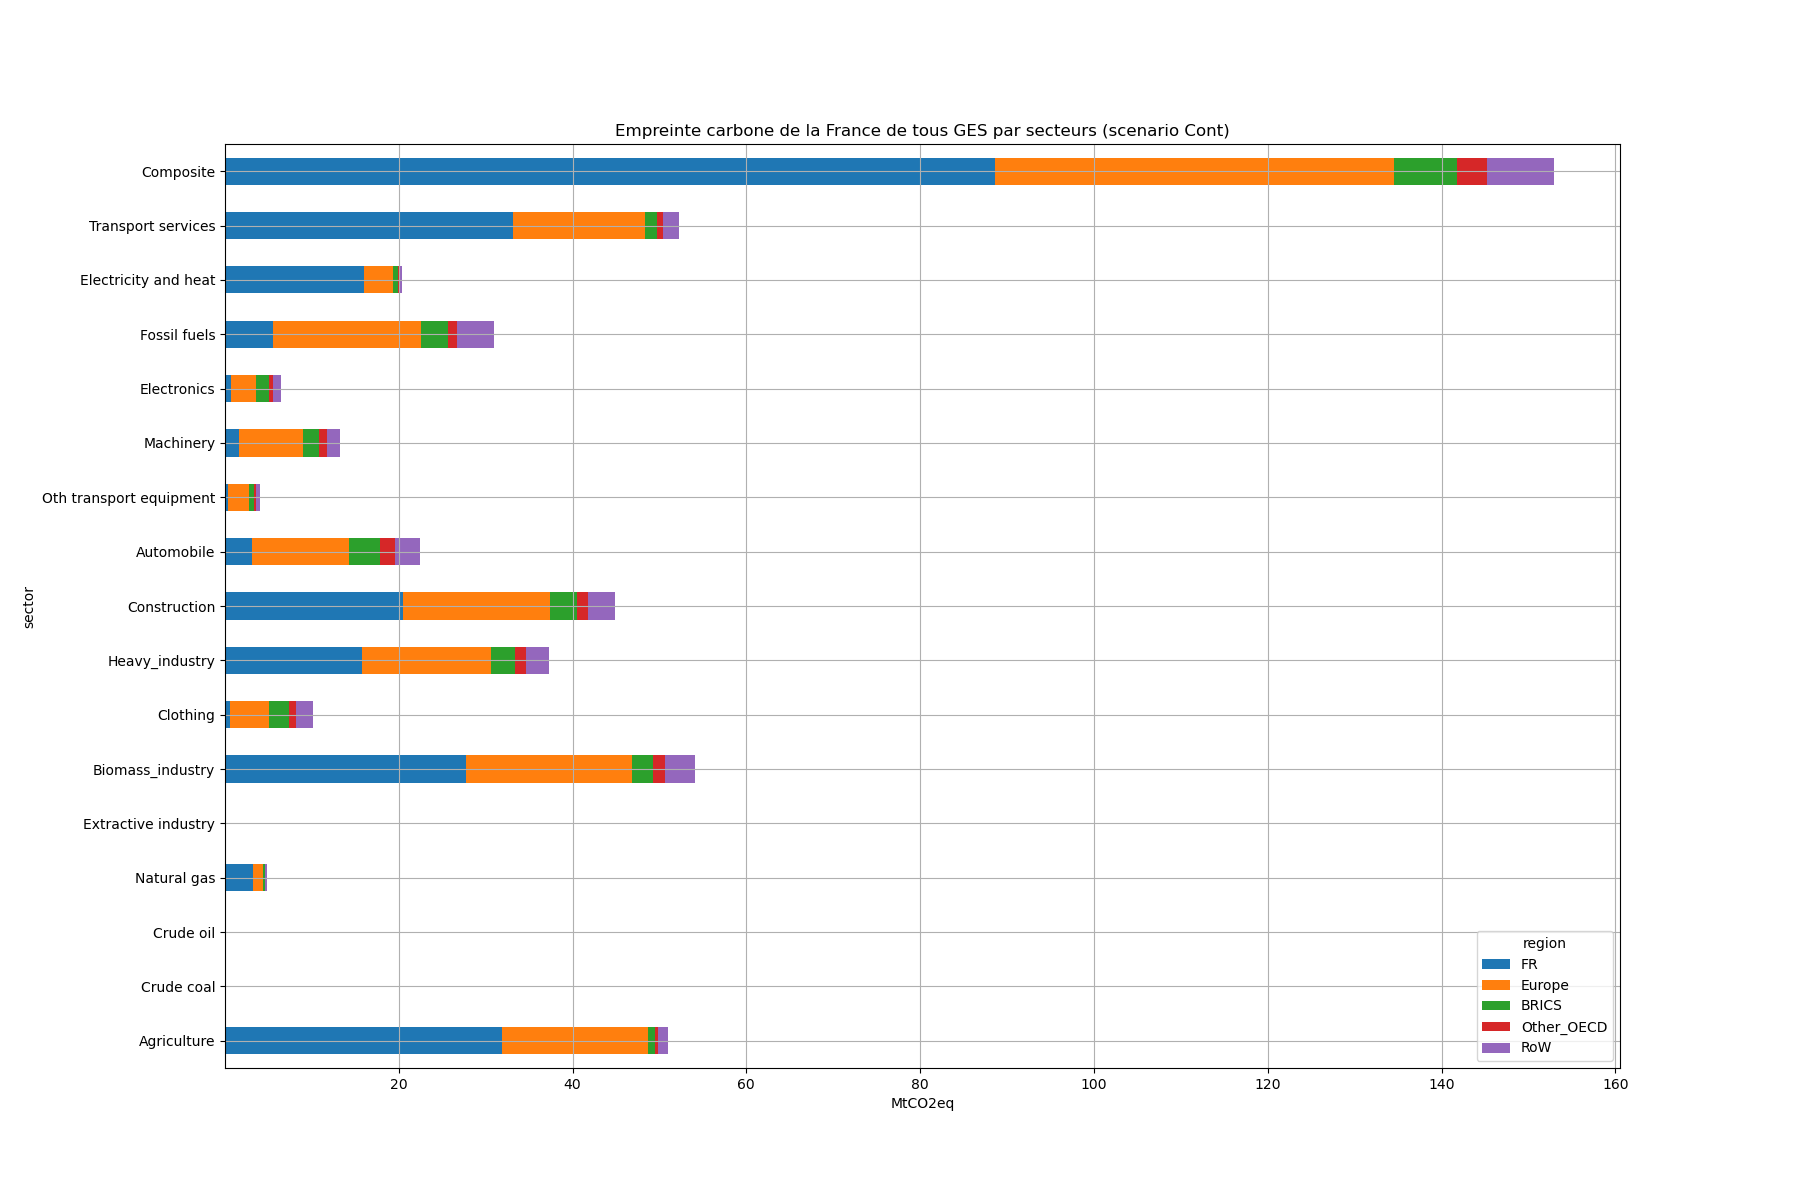 Empreinte carbone de la France de tous GES par secteurs (scenario Cont)
sector
Composite
Transport services
Electricity and heat
Fossil fuels
Electronics
Machinery
Oth transport equipment
Automobile
Construction
Heavy_industry
Clothing
Biomass_industry
Extractive industry
Natural gas
Crude oil
Crude coal
Agriculture
region
FR
Europe
BRICS
Other_OECD
RoW
20 40 60 80 100 120 140 160
MtCO2eq